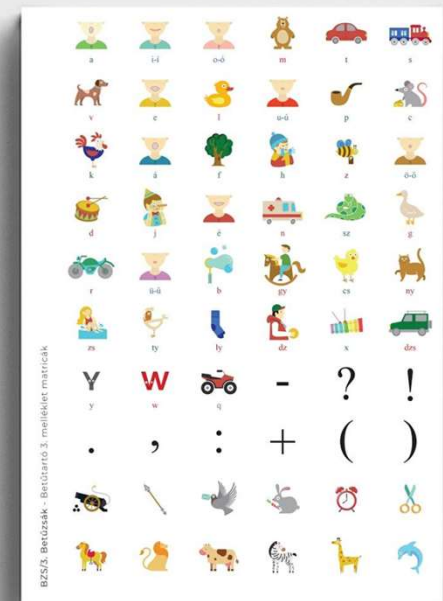 a i-í o-ó m t s
v e l u-ú p c
k á f h z ö-ő
d j é n sz g
r ü-ű b gy cs ny
zs ty ly dz x dzs
Y W - ? !
y w q
. , : + ( )
BZS/3. Betűzsák - Betűtartó 3. melléklet matricák